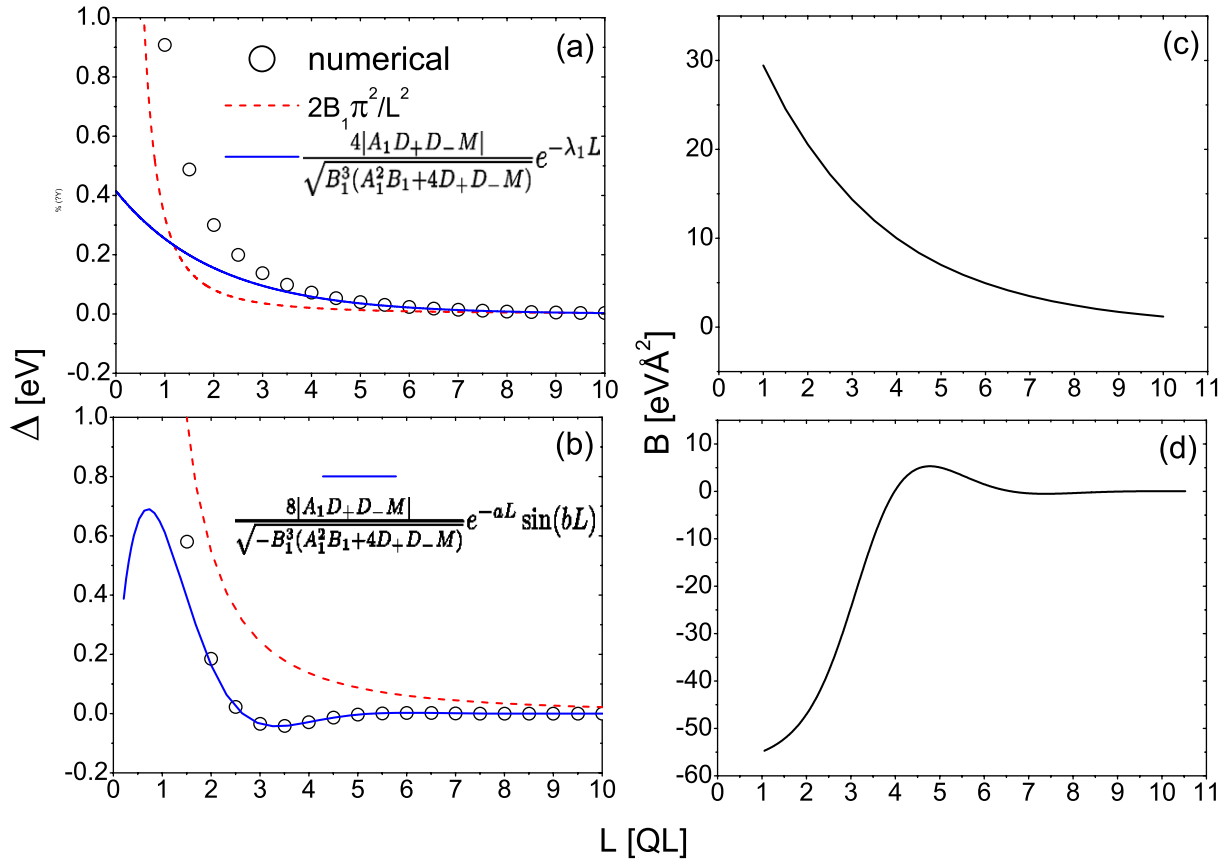 1.0
0.8
0.6
0.4
0.2
0.0
-0.2
0 1 2 3 4 5 6 7 8 9 10
(a)
numerical
2B₁π²/L²
4|A₁D₊D₋M| / √(B₁³(A₁²B₁+4D₊D₋M)) e^(−λ₁L)
Δ [eV]
1.0
0.8
0.6
0.4
0.2
0.0
-0.2
0 1 2 3 4 5 6 7 8 9 10
(b)
8|A₁D₊D₋M| / √(−B₁³(A₁²B₁+4D₊D₋M)) e^(−aL) sin(bL)
30
20
10
0
0 1 2 3 4 5 6 7 8 9 10 11
(c)
B [eVÅ²]
10
0
-10
-20
-30
-40
-50
-60
0 1 2 3 4 5 6 7 8 9 10 11
(d)
L [QL]